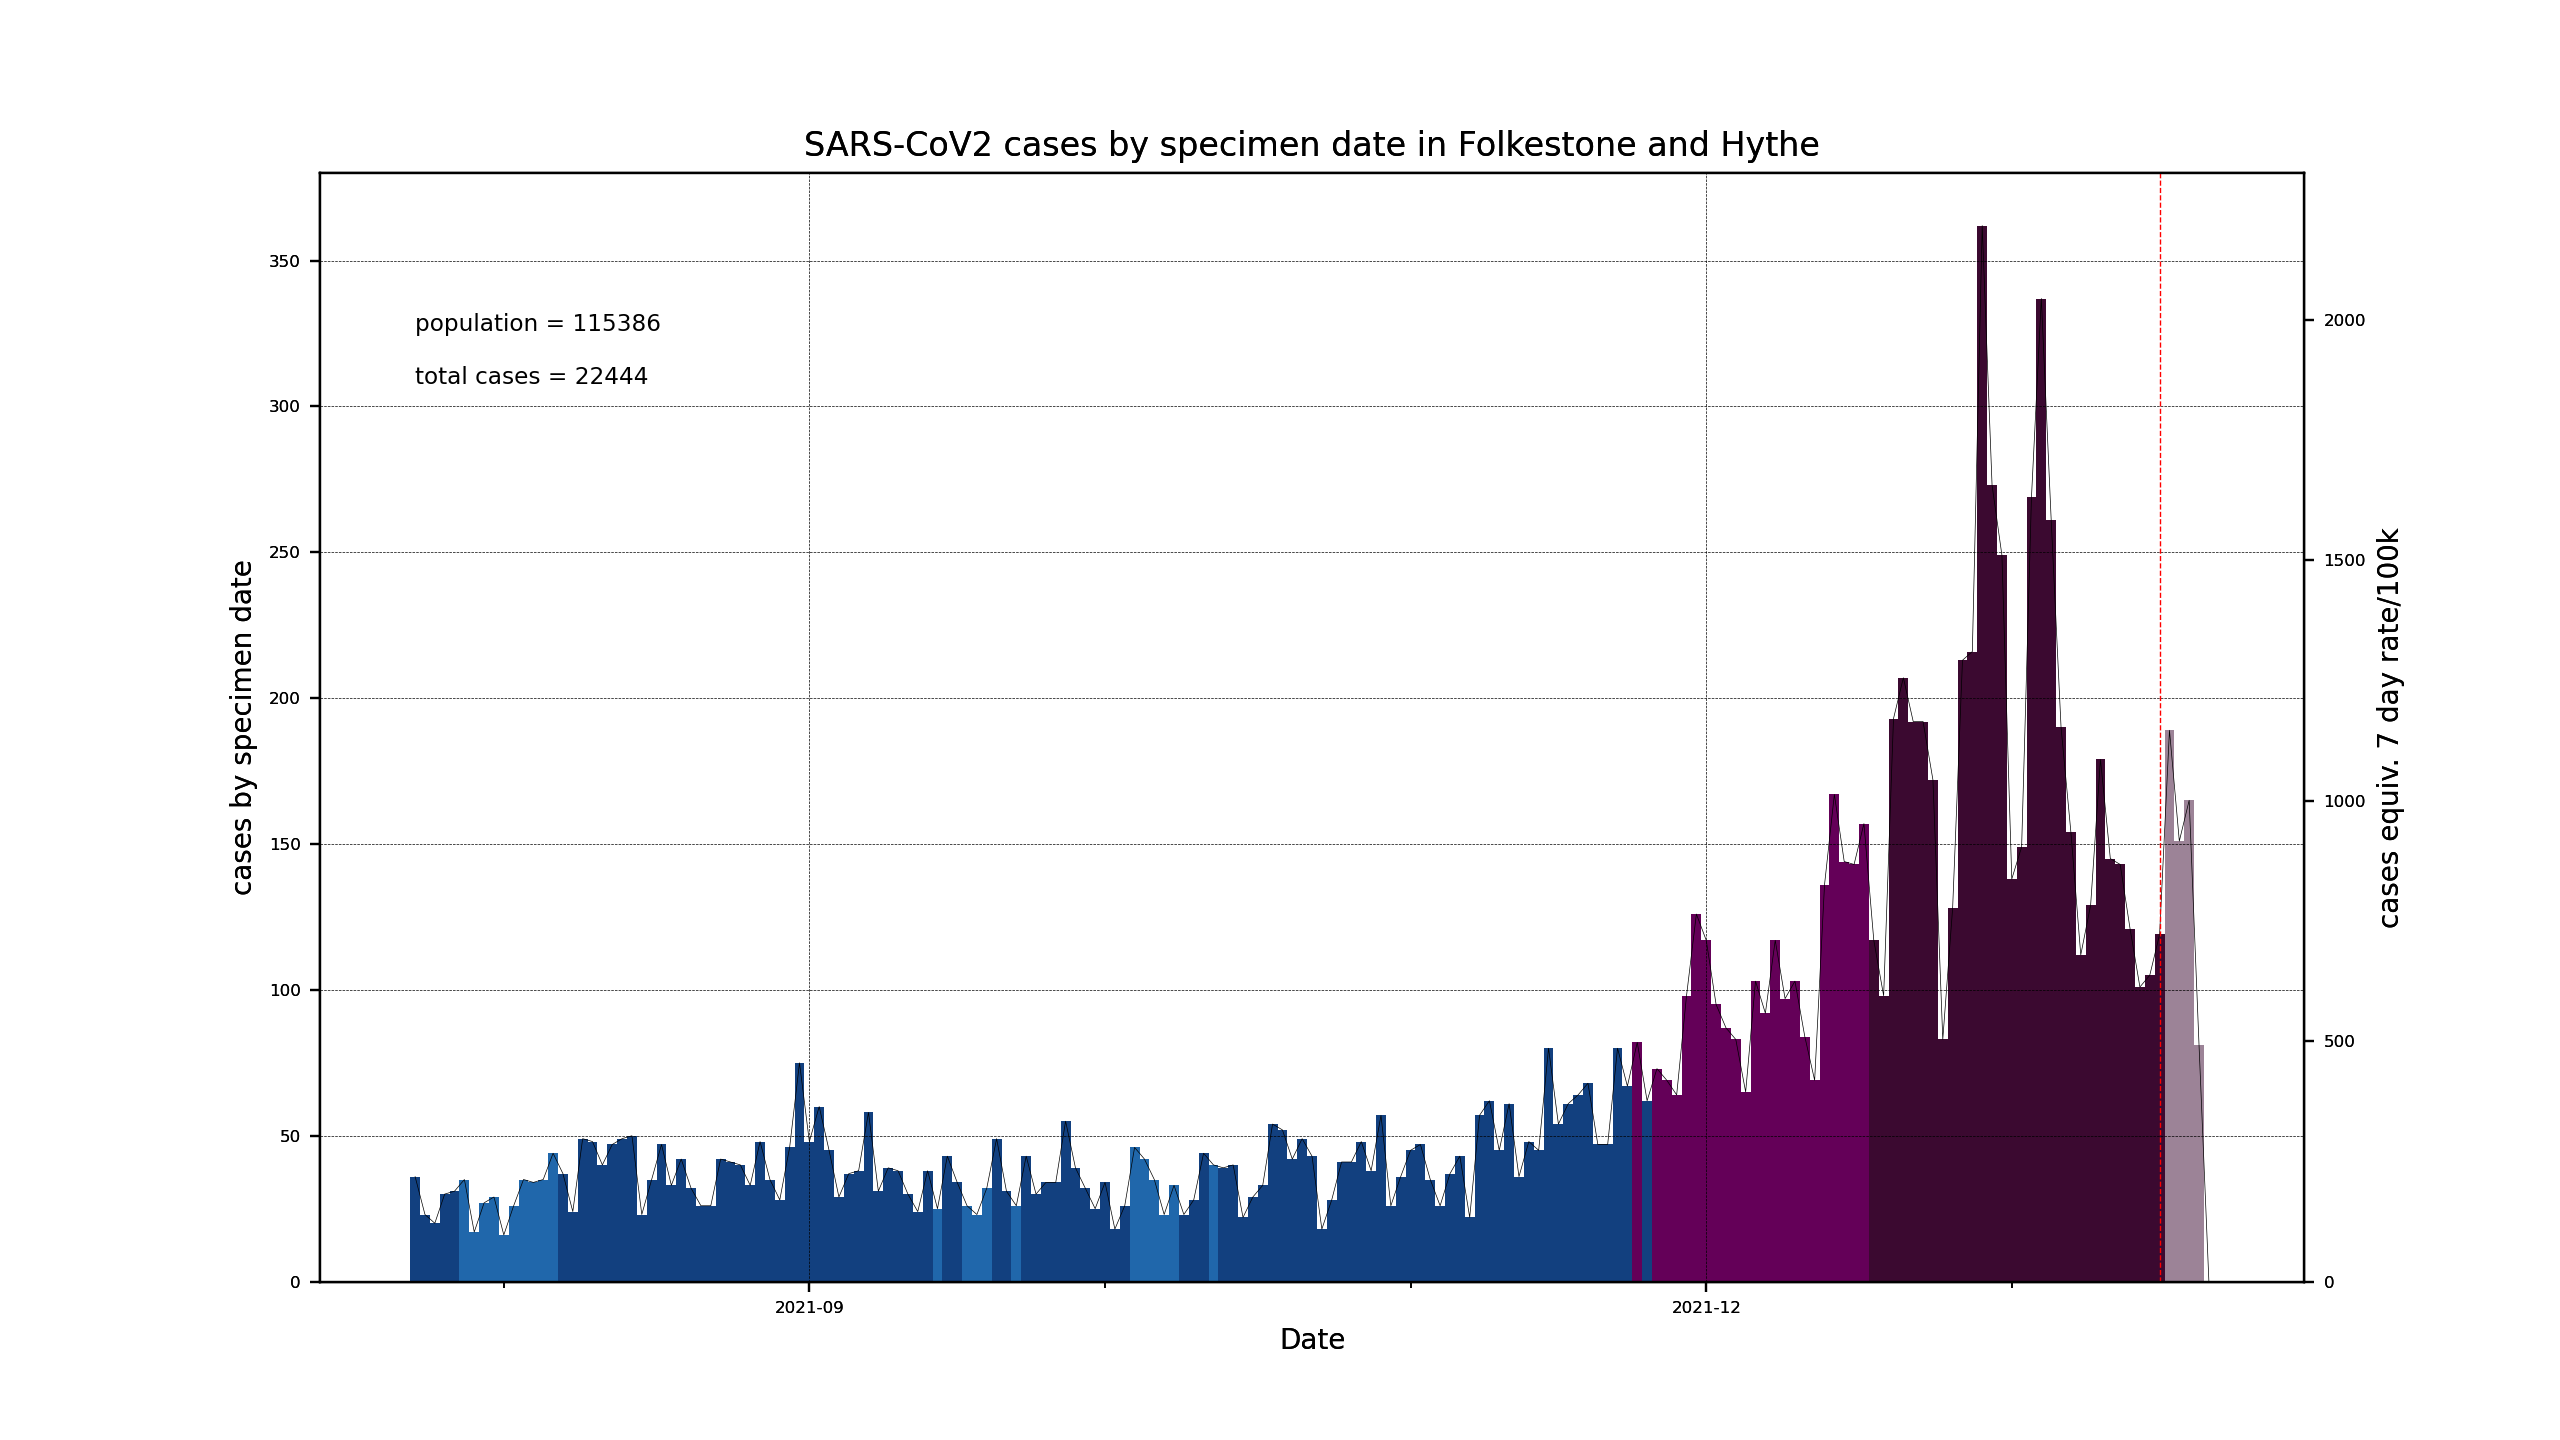 SARS-CoV2 cases by specimen date in Folkestone and Hythe
population = 115386
total cases = 22444
cases by specimen date
350
300
250
200
150
100
50
0
2000
1500
1000
500
0
cases equiv. 7 day rate/100k
2021-09
2021-12
Date